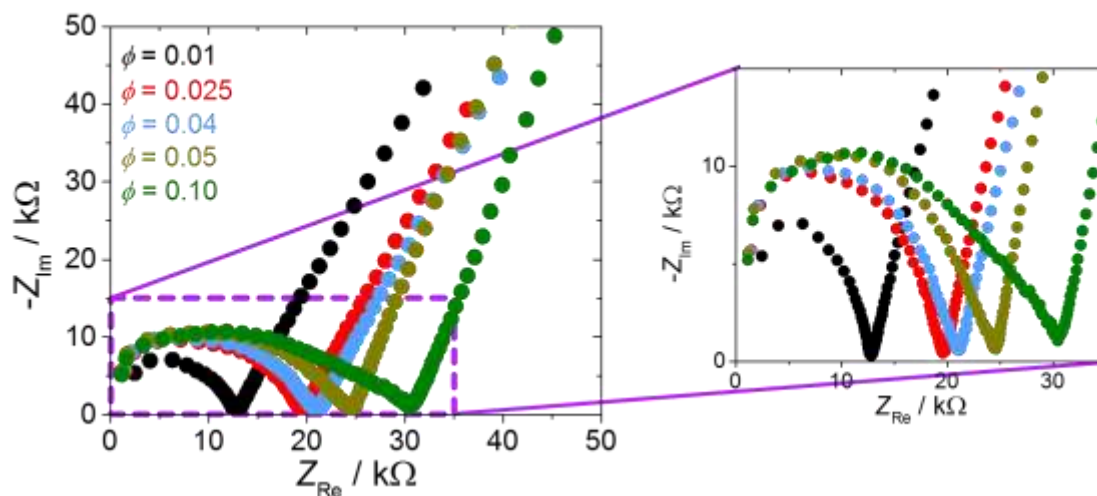 50
40
30
20
10
0
-Z_Im / kΩ
ϕ = 0.01
ϕ = 0.025
ϕ = 0.04
ϕ = 0.05
ϕ = 0.10
0 10 20 30 40 50
Z_Re / kΩ
10
0
-Z_Im / kΩ
0 10 20 30
Z_Re / kΩ